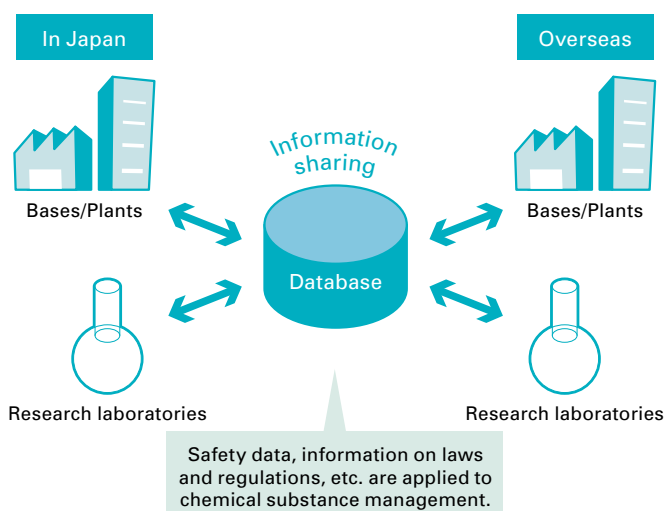 In Japan
Overseas
Information
sharing
Bases/Plants
Bases/Plants
Database
Research laboratories
Research laboratories
Safety data, information on laws
and regulations, etc. are applied to
chemical substance management.